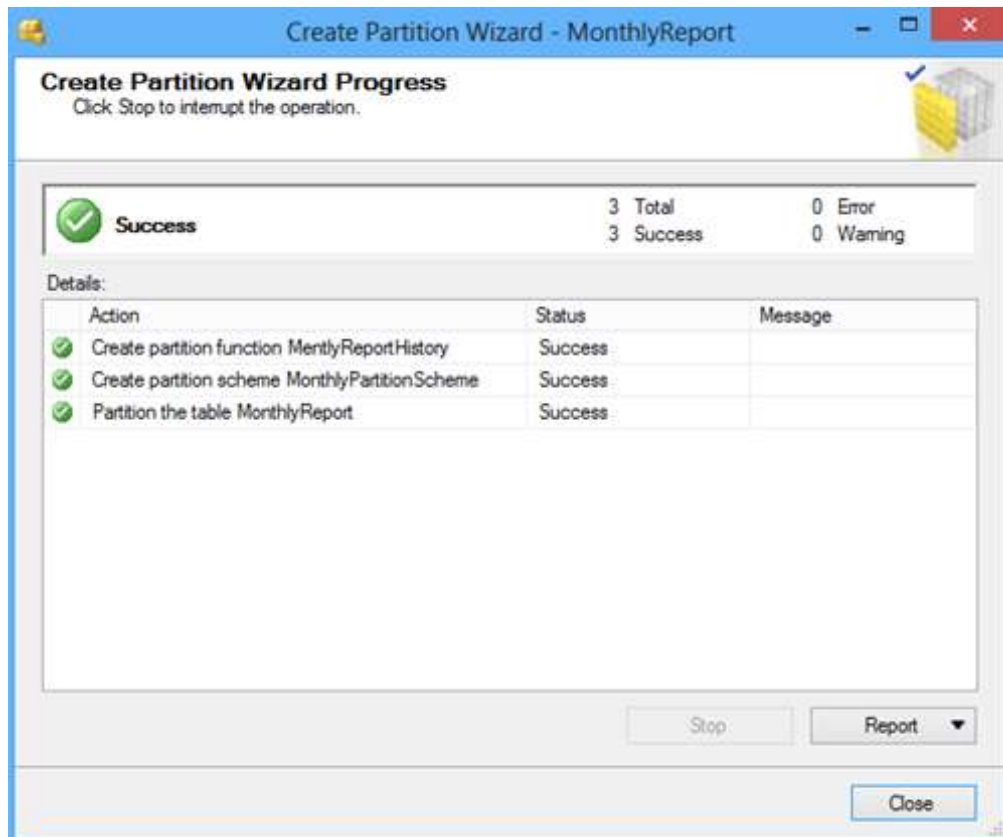 Create Partition Wizard - MonthlyReport
Create Partition Wizard Progress
Click Stop to interrupt the operation.
Success
3 Total 0 Error
3 Success 0 Warning
Details:
Action Status Message
Create partition function MentlyReportHistory Success
Create partition scheme MonthlyPartitionScheme Success
Partition the table MonthlyReport Success
Stop Report
Close